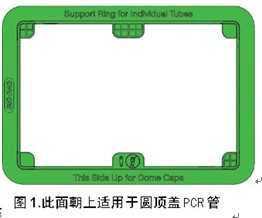 Support Ring for Individual Tubes
This Side Up for Dome Caps
图 1.此面朝上适用于圆顶盖 PCR 管